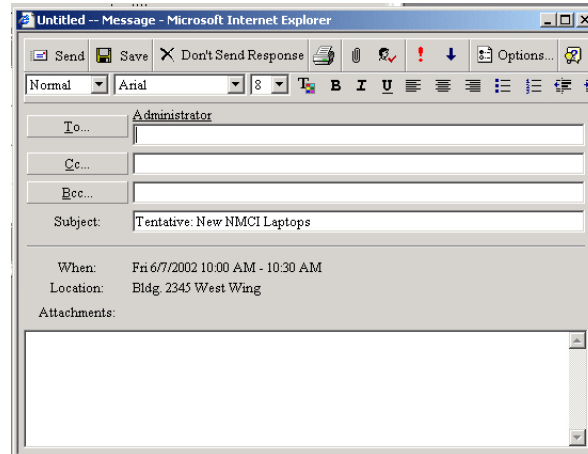 Untitled -- Message - Microsoft Internet Explorer
Send Save Don't Send Response Options...
Normal Arial 8 B I U
To... Administrator
Cc...
Bcc...
Subject: Tentative: New NMCI Laptops
When: Fri 6/7/2002 10:00 AM - 10:30 AM
Location: Bldg. 2345 West Wing
Attachments: